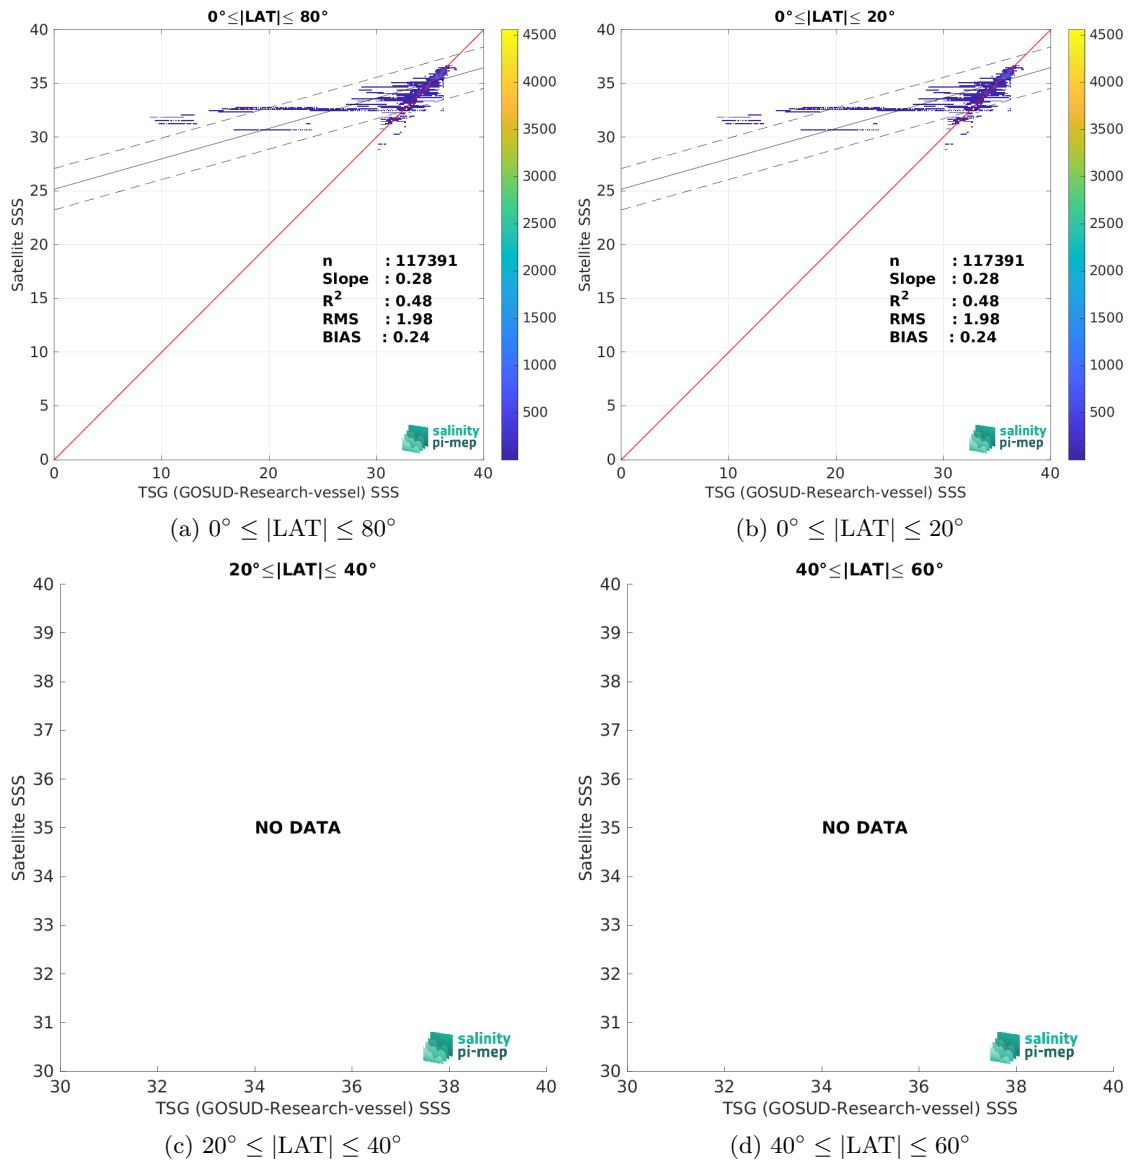 0°≤|LAT|≤ 80°
40
35
30
25
20
15
10
5
0
Satellite SSS
n : 117391
Slope : 0.28
R² : 0.48
RMS : 1.98
BIAS : 0.24
salinity
pi-mep
0 10 20 30 40
TSG (GOSUD-Research-vessel) SSS
4500
4000
3500
3000
2500
2000
1500
1000
500
(a) 0° ≤ |LAT| ≤ 80°
0°≤|LAT|≤ 20°
40
35
30
25
20
15
10
5
0
Satellite SSS
n : 117391
Slope : 0.28
R² : 0.48
RMS : 1.98
BIAS : 0.24
salinity
pi-mep
0 10 20 30 40
TSG (GOSUD-Research-vessel) SSS
4500
4000
3500
3000
2500
2000
1500
1000
500
(b) 0° ≤ |LAT| ≤ 20°
20°≤|LAT|≤ 40°
40
39
38
37
36
35
34
33
32
31
30
Satellite SSS
NO DATA
salinity
pi-mep
30 32 34 36 38 40
TSG (GOSUD-Research-vessel) SSS
(c) 20° ≤ |LAT| ≤ 40°
40°≤|LAT|≤ 60°
40
39
38
37
36
35
34
33
32
31
30
Satellite SSS
NO DATA
salinity
pi-mep
30 32 34 36 38 40
TSG (GOSUD-Research-vessel) SSS
(d) 40° ≤ |LAT| ≤ 60°